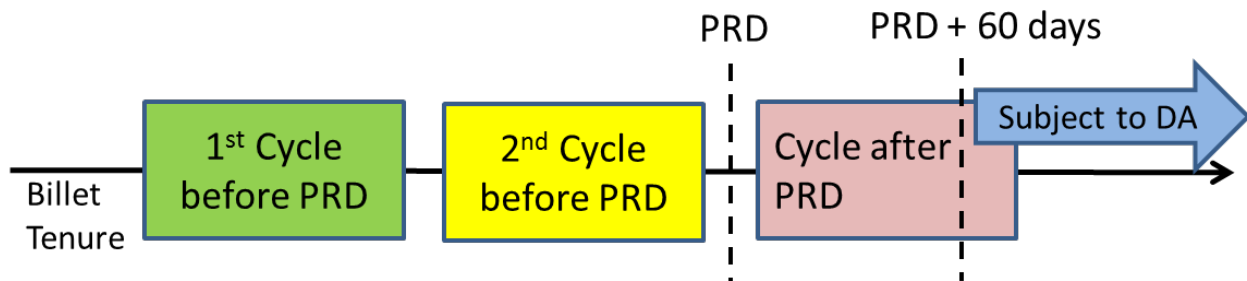 PRD
PRD + 60 days
1st Cycle
before PRD
2nd Cycle
before PRD
Cycle after
PRD
Subject to DA
Billet
Tenure